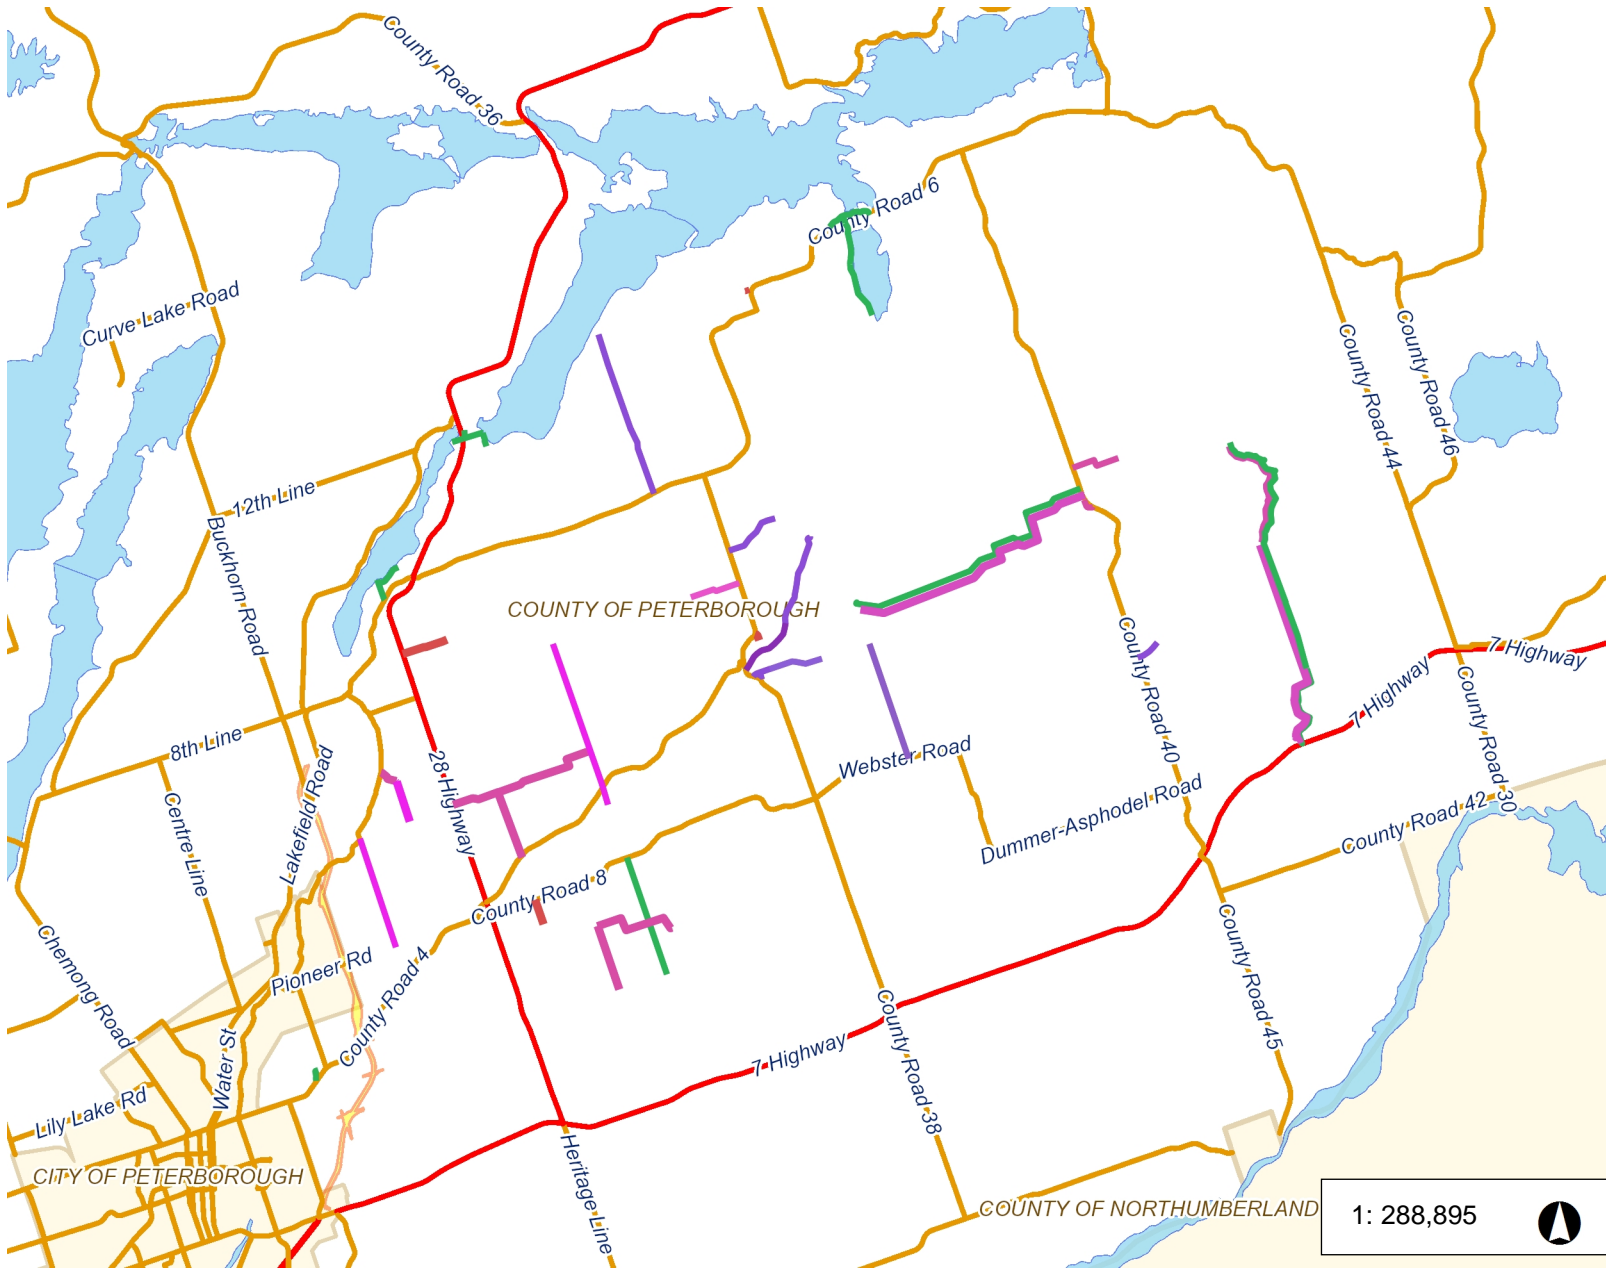 County Road 36
County Road 6
Curve Lake Road
County Road 44
County Road 46
12th Line
Buckhorn Road
COUNTY OF PETERBOROUGH
County Road 40
7 Highway
7 Highway
County Road 30
8th Line
28 Highway
Webster Road
Lakefield Road
Centre Line
Dummer-Asphodel Road
County Road 42
County Road 8
Chemong Road
Pioneer Rd
County Road 4
County Road 45
County Road 38
7 Highway
Water St
Lily Lake Rd
Heritage Line
CITY OF PETERBOROUGH
COUNTY OF NORTHUMBERLAND
1: 288,895